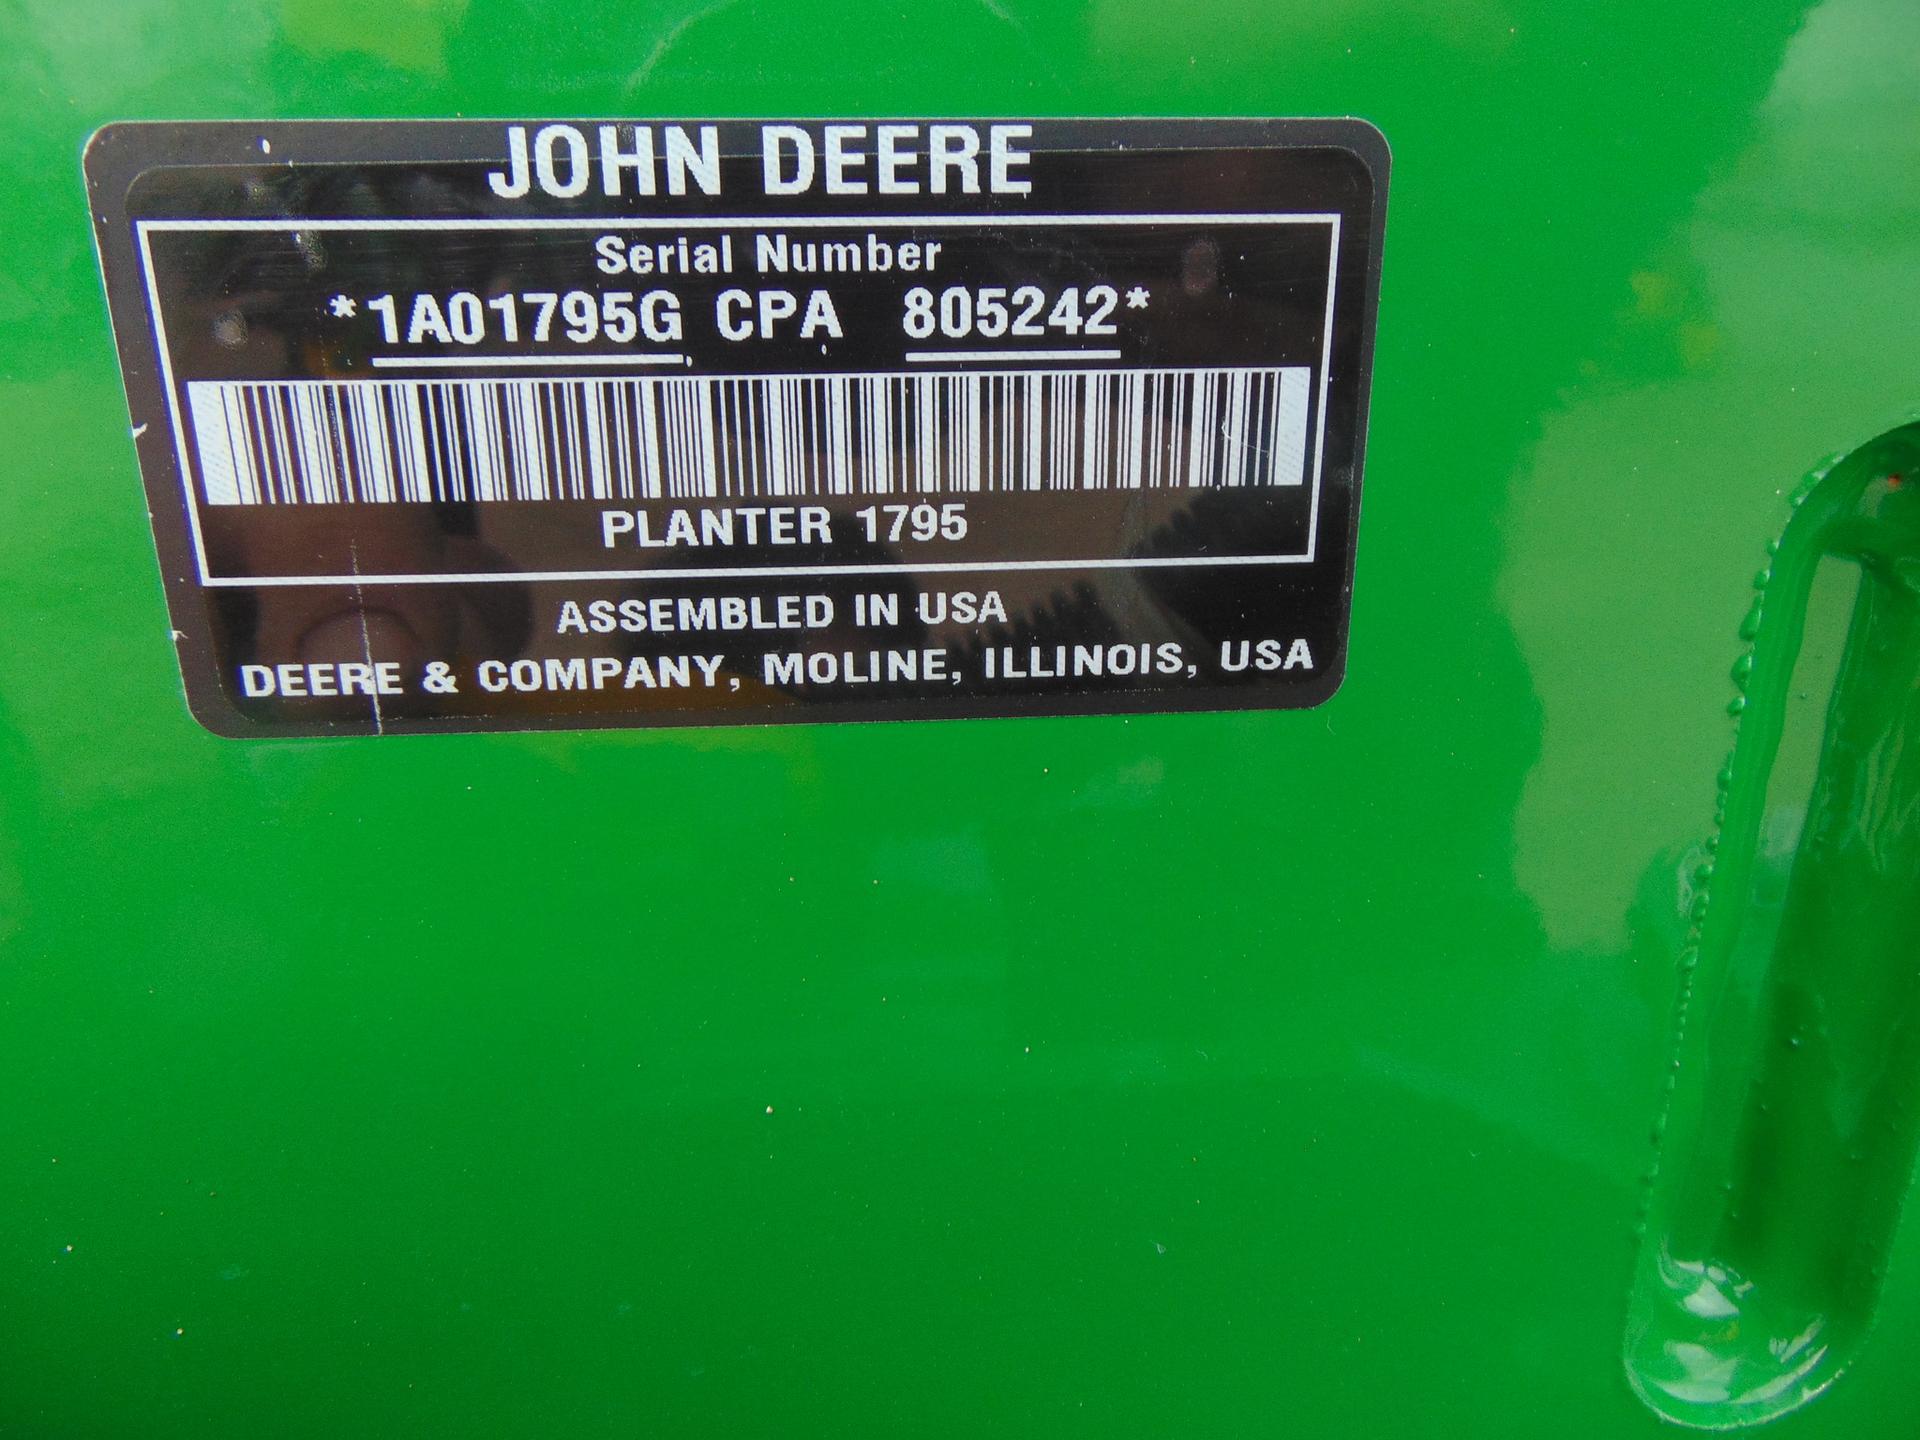 JOHN DEERE
Serial Number
*1A01795G CPA 805242*
PLANTER 1795
ASSEMBLED IN USA
DEERE & COMPANY, MOLINE, ILLINOIS, USA